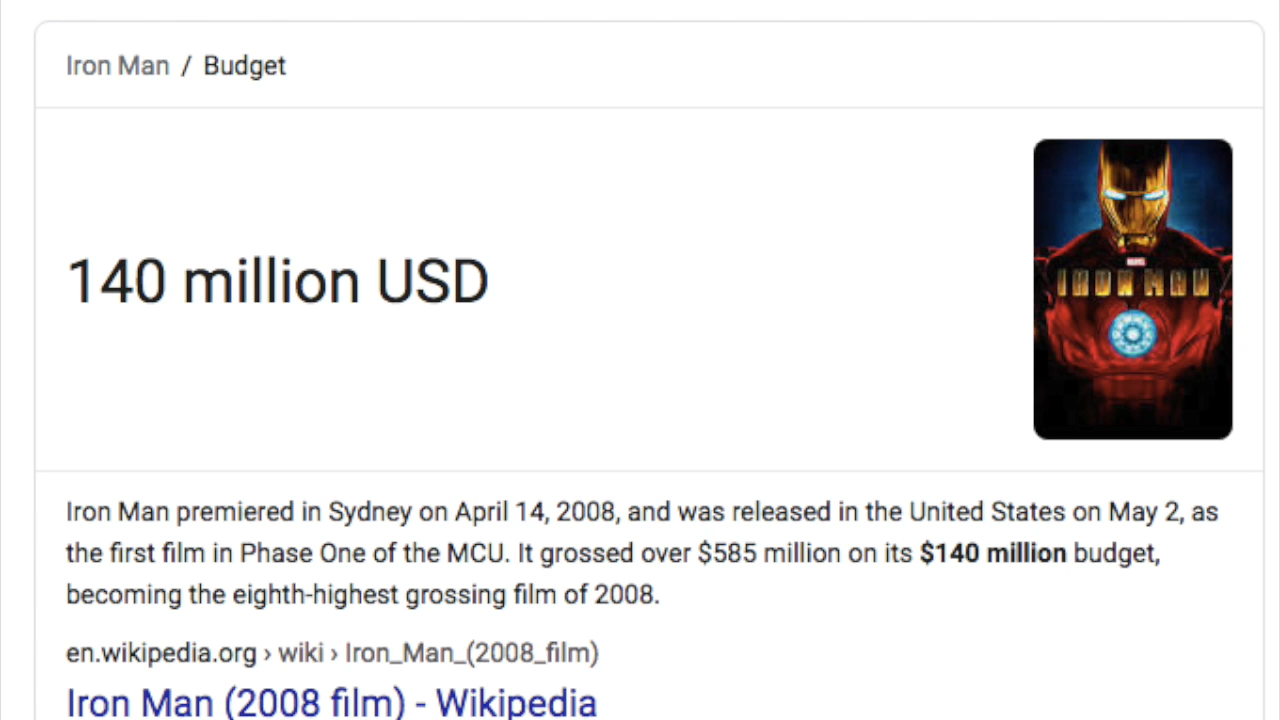 Iron Man / Budget
140 million USD
MARVEL
IRON MAN
Iron Man premiered in Sydney on April 14, 2008, and was released in the United States on May 2, as
the first film in Phase One of the MCU. It grossed over $585 million on its $140 million budget,
becoming the eighth-highest grossing film of 2008.
en.wikipedia.org › wiki › Iron_Man_(2008_film)
Iron Man (2008 film) - Wikipedia